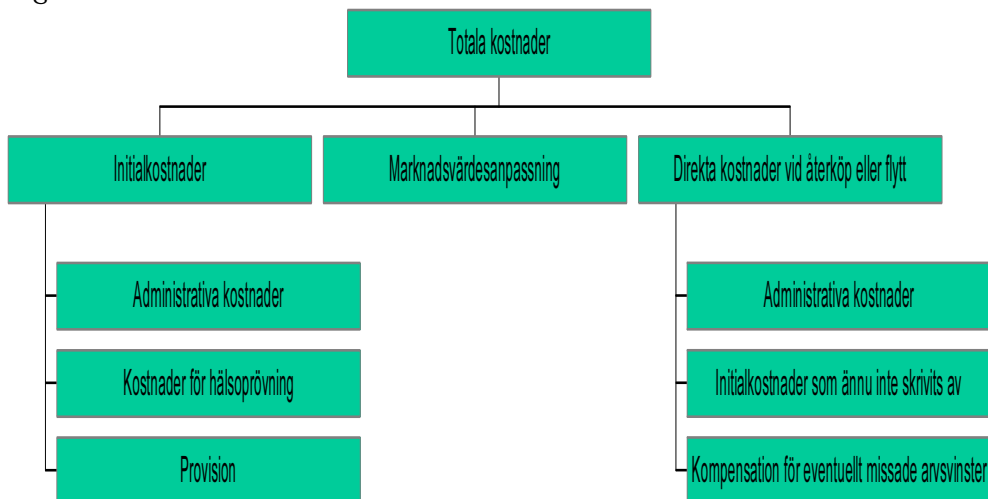 Totala kostnader
Initialkostnader
Marknadsvärdesanpassning
Direkta kostnader vid återköp eller flytt
Administrativa kostnader
Kostnader för hälsoprövning
Provision
Administrativa kostnader
Initialkostnader som ännu inte skrivits av
Kompensation för eventuellt missade arvsvinster